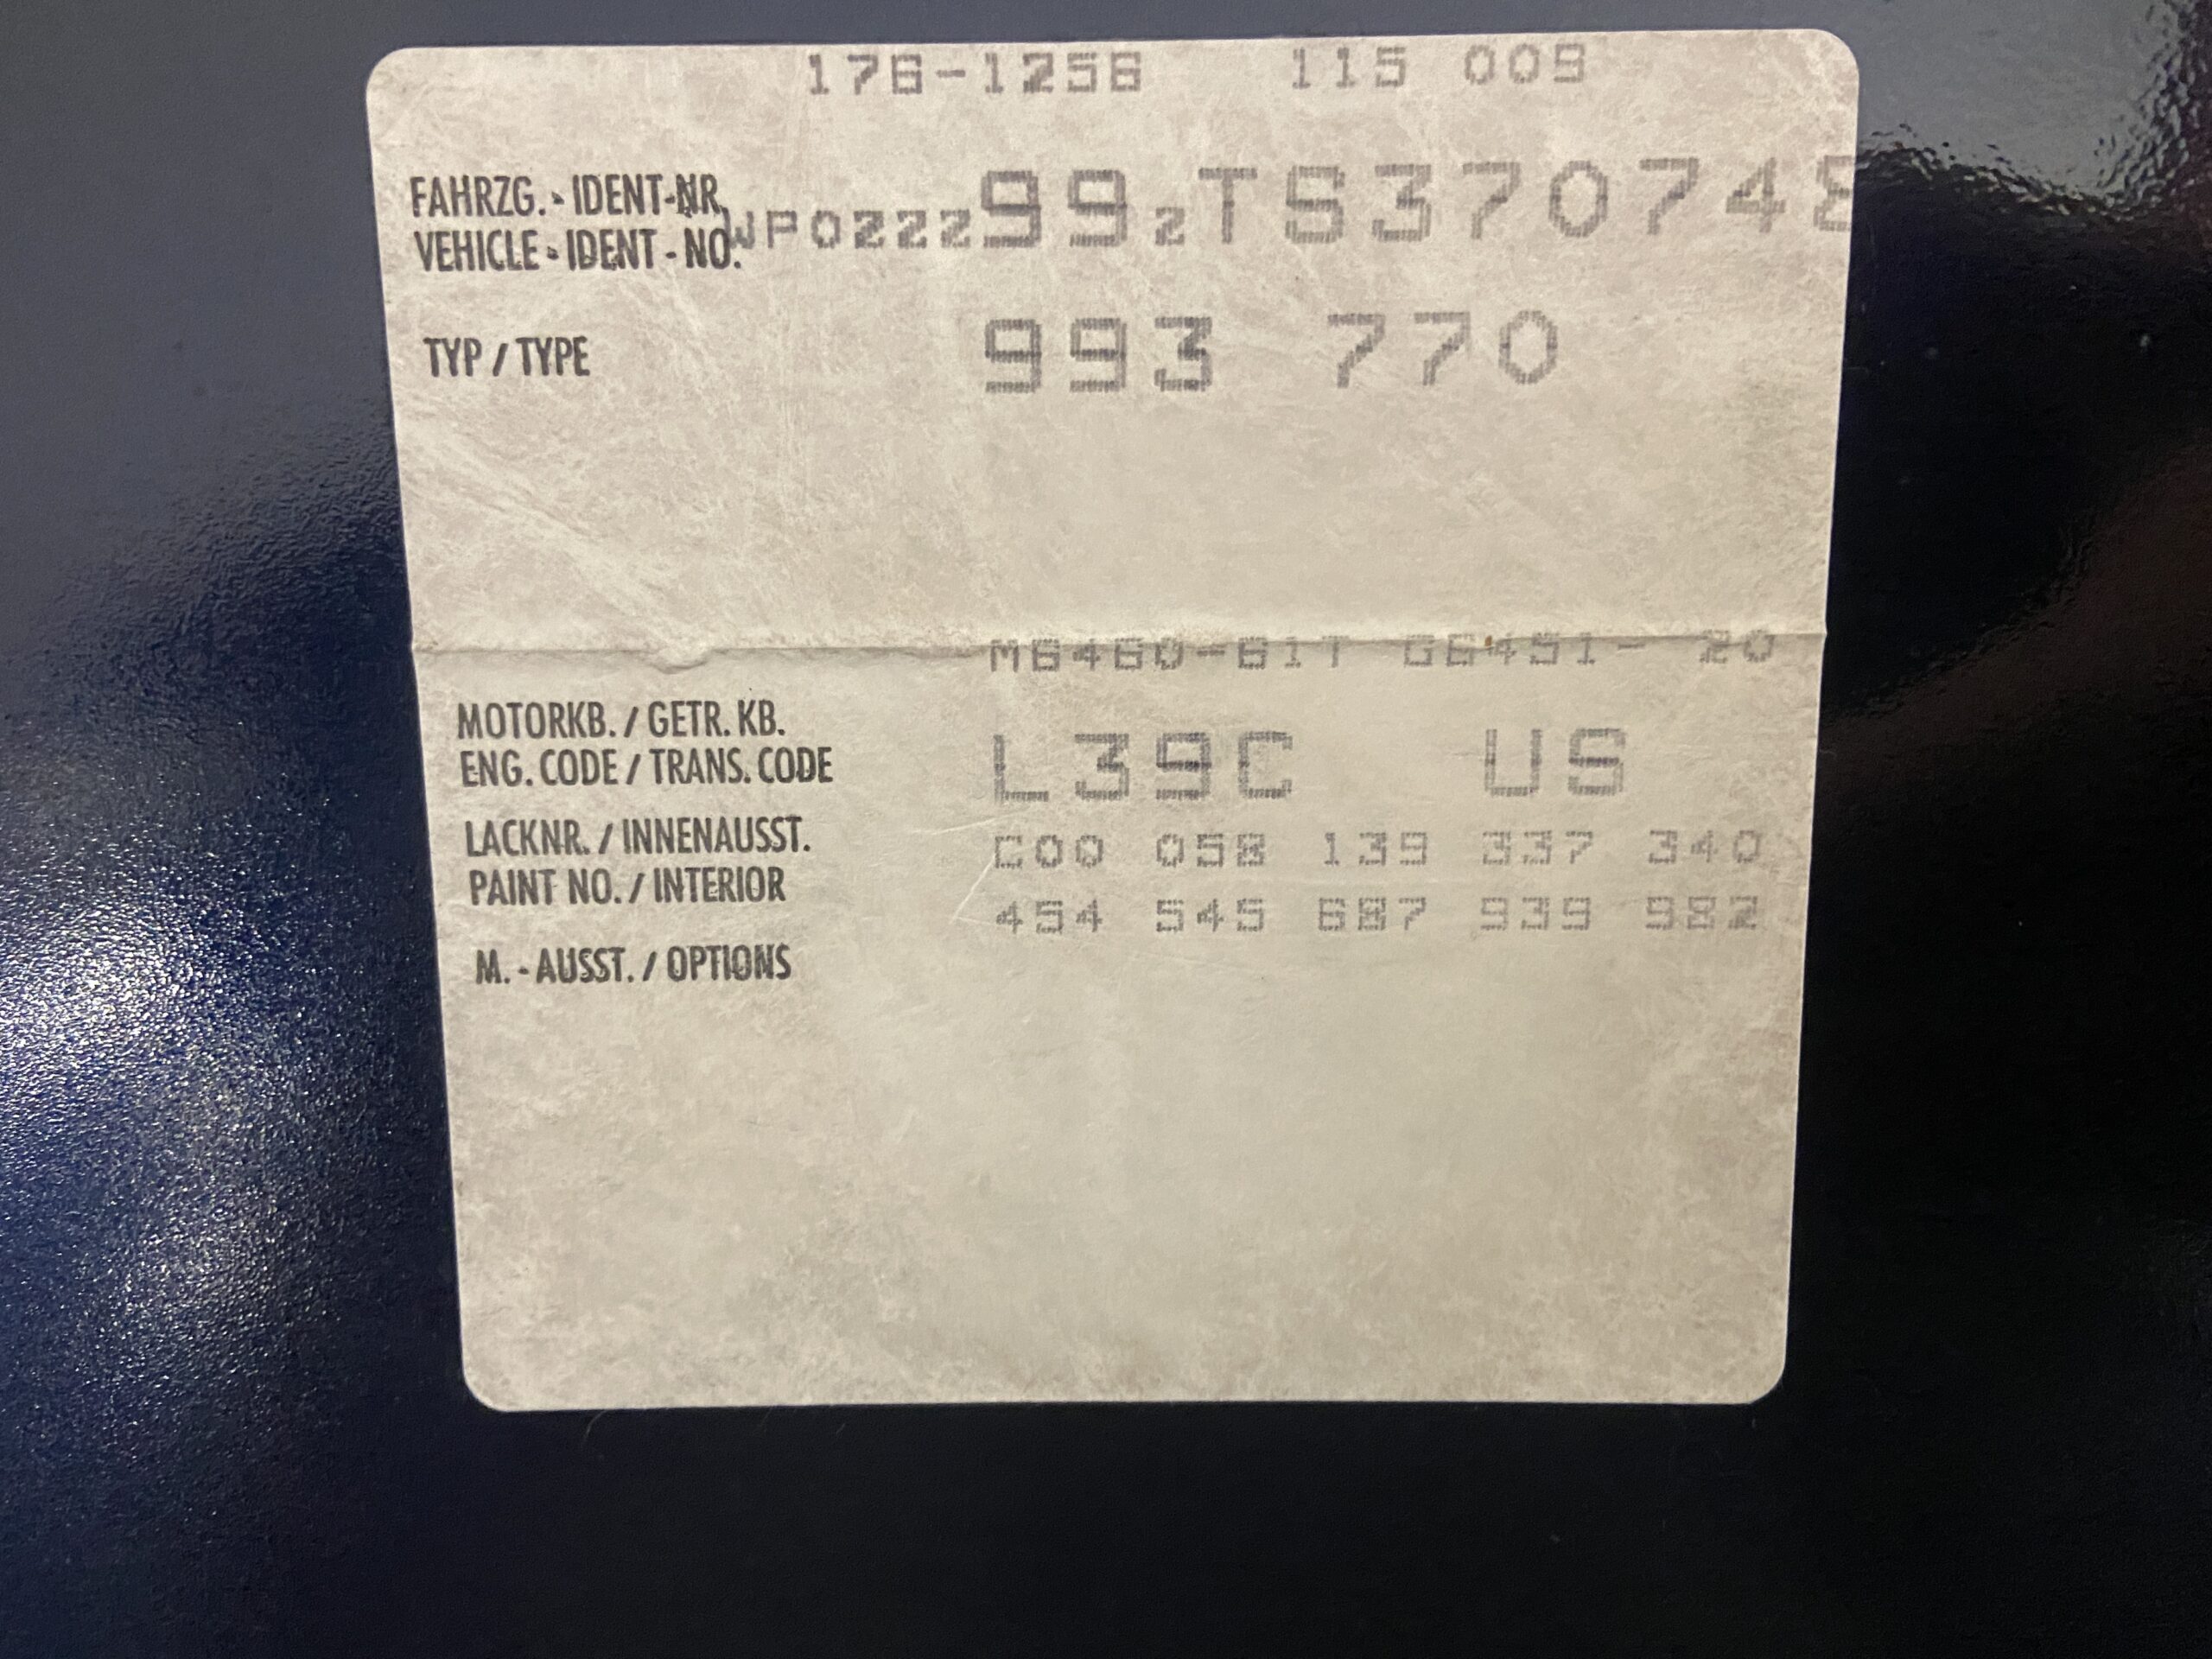 176-1256 115 009
FAHRZG. - IDENT-NR.
VEHICLE - IDENT - NO.
WP0ZZZ99ZTS370748
TYP / TYPE 993 770
M6460-61T G6451- 20
MOTORKB. / GETR. KB.
ENG. CODE / TRANS. CODE
L39C US
LACKNR. / INNENAUSST.
PAINT NO. / INTERIOR
C00 058 139 337 340
454 545 687 939 982
M. - AUSST. / OPTIONS